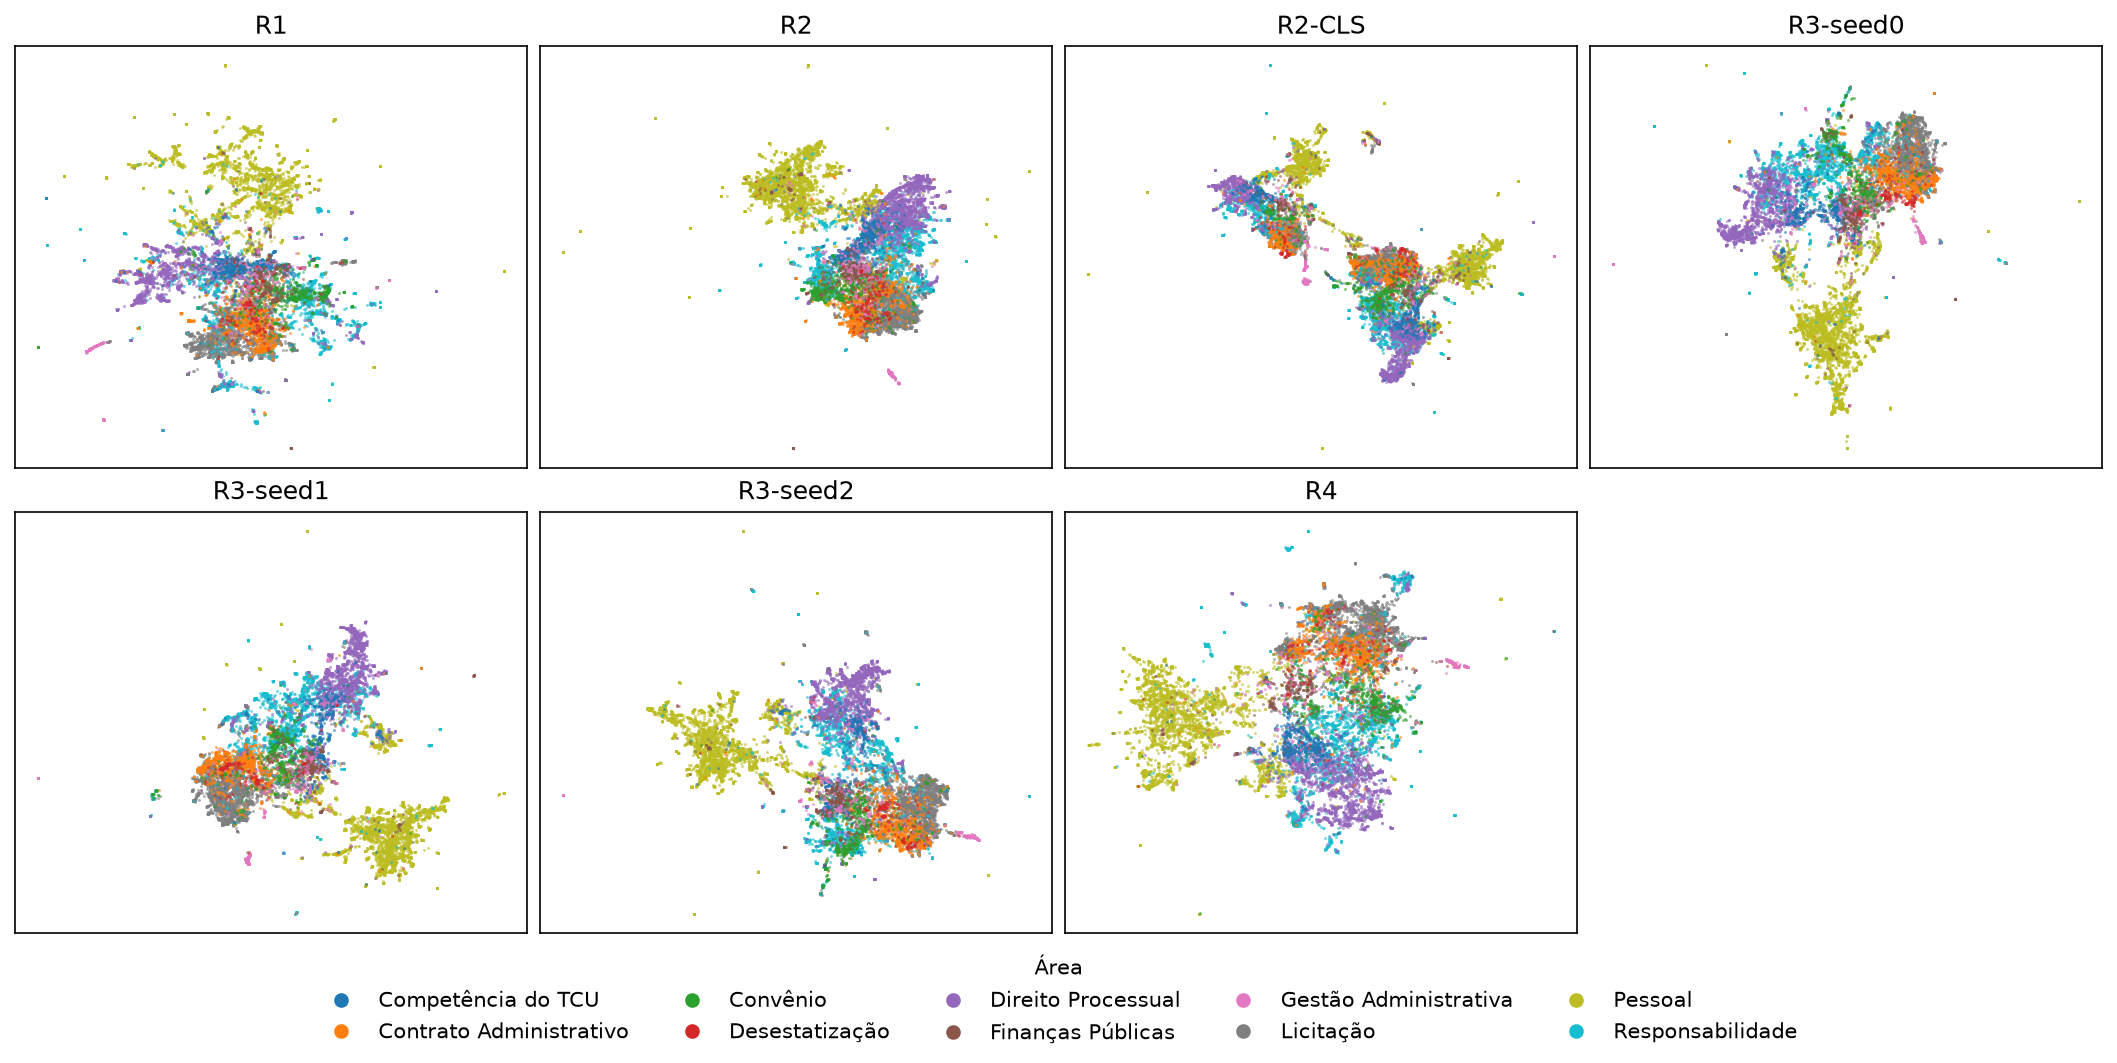 R1
R2
R2-CLS
R3-seed0
R3-seed1
R3-seed2
R4
Área
Competência do TCU
Convênio
Direito Processual
Gestão Administrativa
Pessoal
Contrato Administrativo
Desestatização
Finanças Públicas
Licitação
Responsabilidade